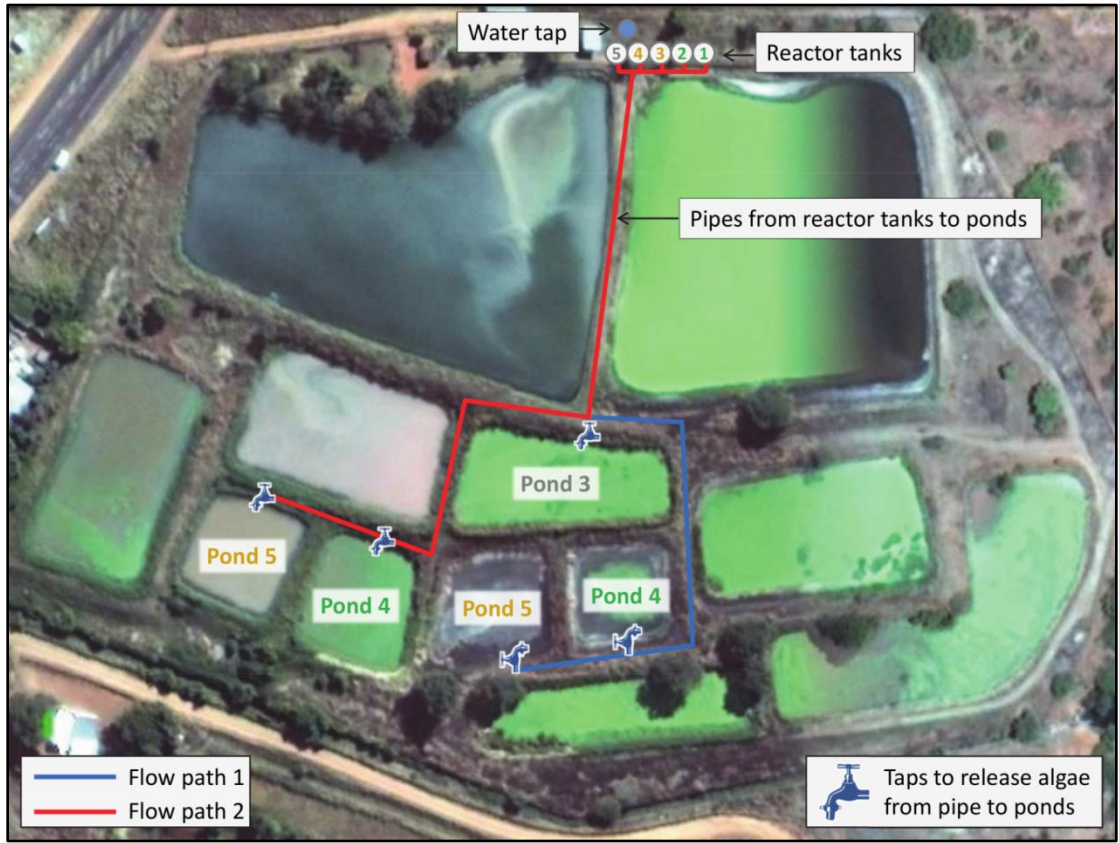 Water tap
5 4 3 2 1
Reactor tanks
Pipes from reactor tanks to ponds
Pond 3
Pond 5
Pond 4
Pond 5
Pond 4
Flow path 1
Flow path 2
Taps to release algae
from pipe to ponds